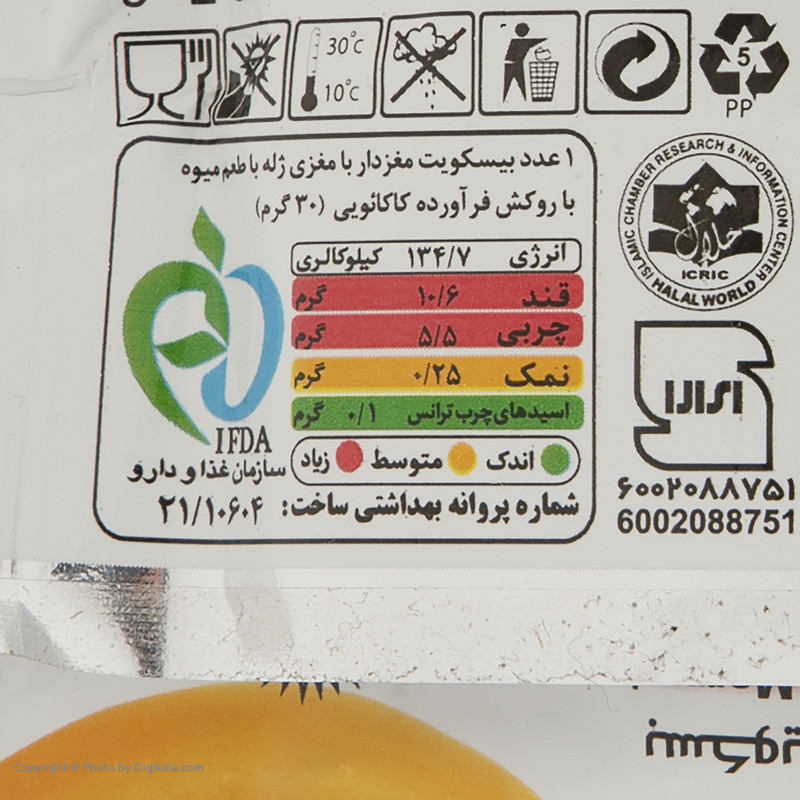 30°C
10°C
5
PP
۱ عدد بیسکویت مغزدار با مغزی ژله با طعم میوه
با روکش فرآورده کاکائویی (۳۰ گرم)
انرژی ۱۳۴/۷ کیلوکالری
قند ۱۰/۶ گرم
چربی ۵/۵ گرم
نمک ۰/۲۵ گرم
اسیدهای چرب ترانس ۰/۱ گرم
اندک متوسط زیاد
IFDA
سازمان غذا و دارو
شماره پروانه بهداشتی ساخت: ۲۱/۱۰۶۰۴
ISLAMIC CHAMBER RESEARCH & INFORMATION CENTER
حلال
ICRIC
HALAL WORLD
۶۰۰۲۰۸۸۷۵۱
6002088751
Copyright © Photo by Digikala.com